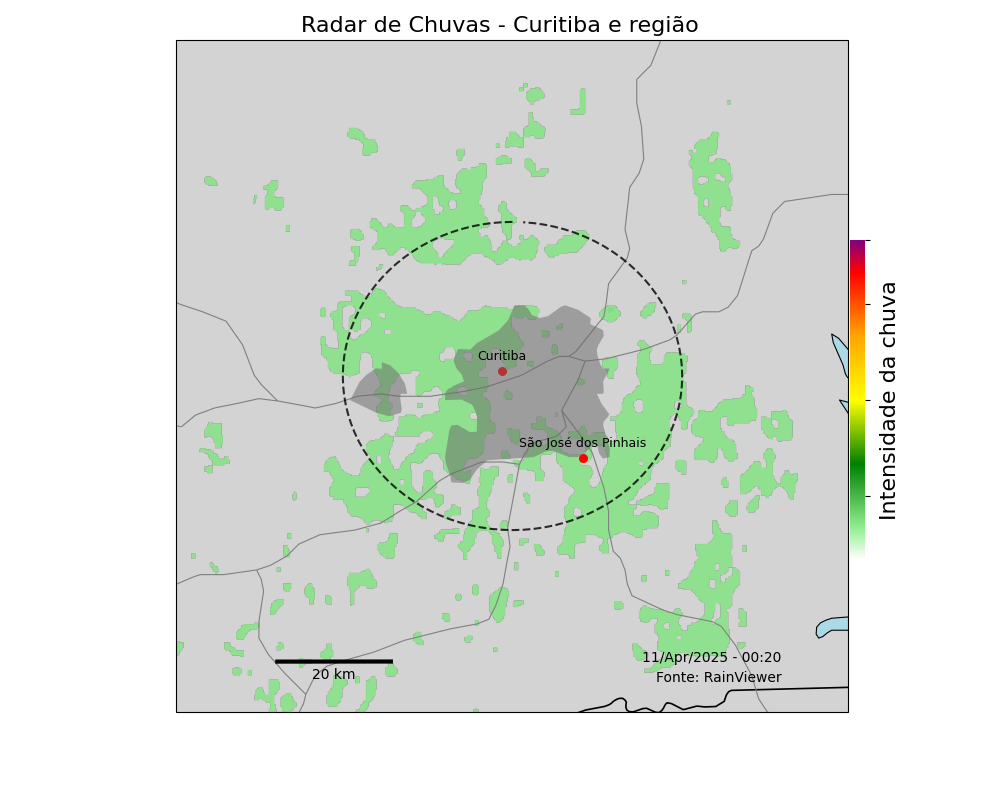 Radar de Chuvas - Curitiba e região
Curitiba
São José dos Pinhais
Intensidade da chuva
11/Apr/2025 - 00:20
20 km
Fonte: RainViewer